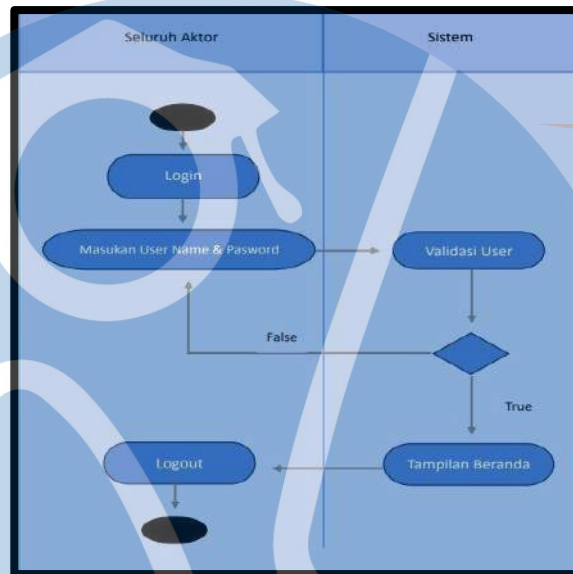 Seluruh Aktor
Sistem
Login
Masukan User Name & Pasword
Validasi User
False
True
Logout
Tampilan Beranda